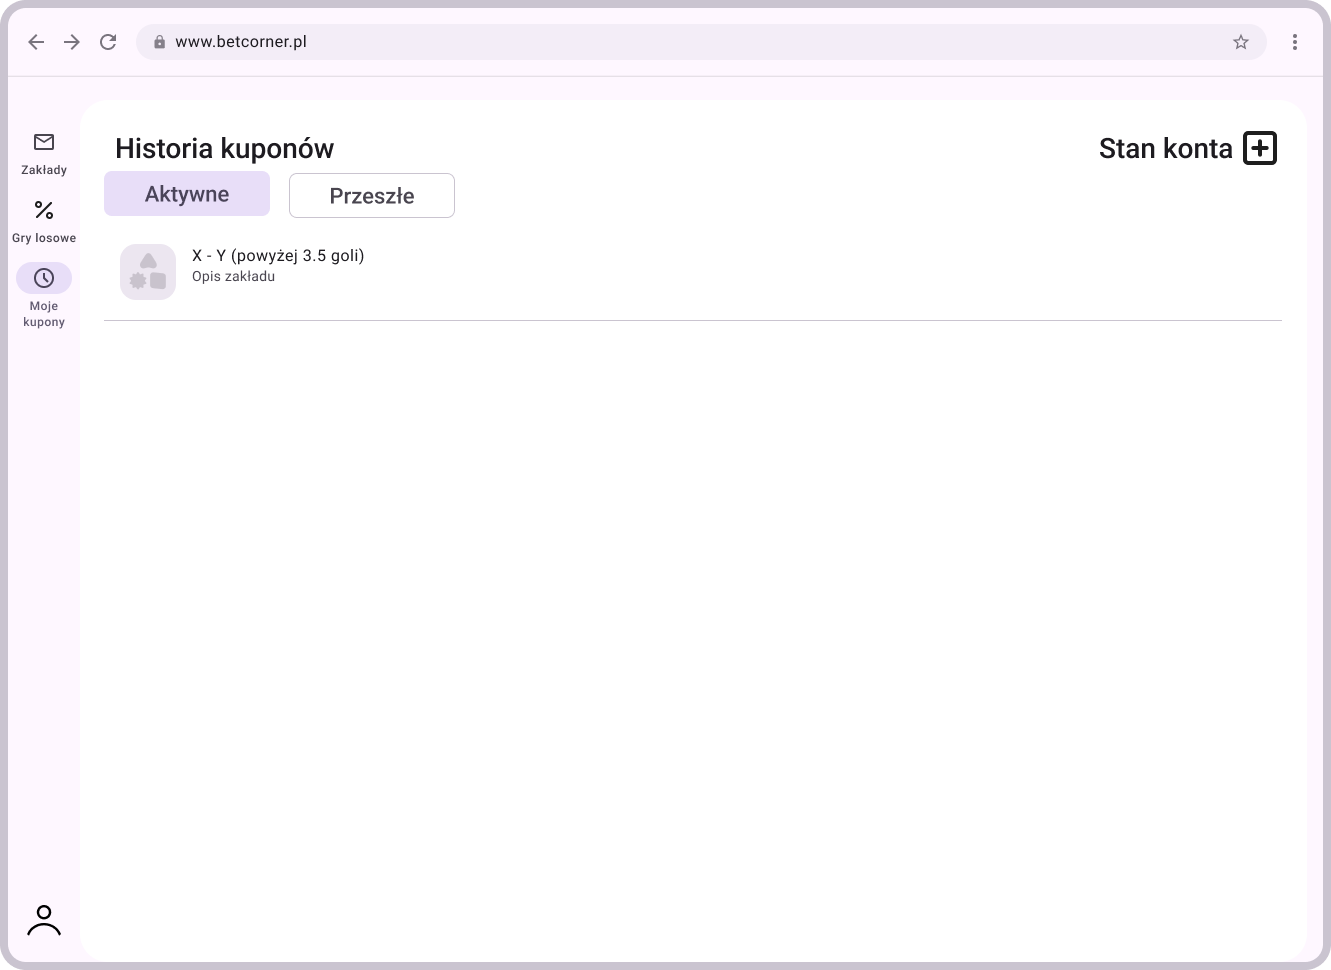 www.betcorner.pl
Historia kuponów
Stan konta
Zakłady
Aktywne
Przeszłe
Gry losowe
X - Y (powyżej 3.5 goli)
Opis zakładu
Moje
kupony